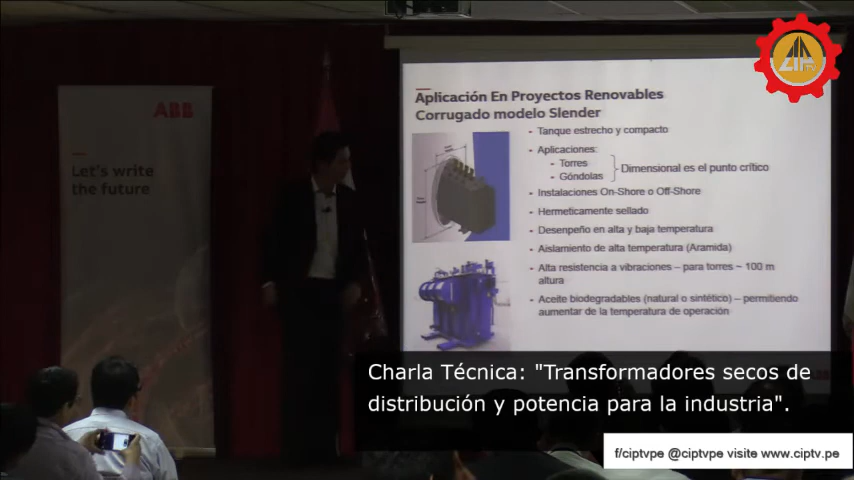 ABB
Let's write
the future
Aplicación En Proyectos Renovables
Corrugado modelo Slender
- Tanque estrecho y compacto
- Aplicaciones:
- Torres
- Góndolas
Dimensional es el punto crítico
- Instalaciones On-Shore o Off-Shore
- Hermeticamente sellado
- Desempeño en alta y baja temperatura
- Aislamiento de alta temperatura (Aramida)
- Alta resistencia a vibraciones – para torres ~ 100 m
altura
- Aceite biodegradables (natural o sintético) – permitiendo
aumentar de la temperatura de operación
ABB
Charla Técnica: "Transformadores secos de
distribución y potencia para la industria".
f/ciptvpe @ciptvpe visite www.ciptv.pe